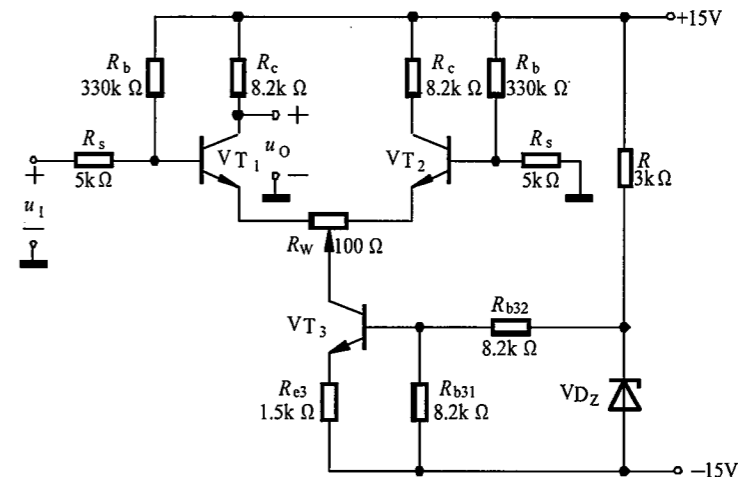 +15V
R_b
330k Ω
R_c
8.2k Ω
R_c
8.2k Ω
R_b
330k Ω
R_s
5k Ω
VT_1
u_O
+
−
VT_2
R_s
5k Ω
R
3k Ω
+
u_I
−
R_W
100 Ω
VT_3
R_b32
8.2k Ω
R_e3
1.5k Ω
R_b31
8.2k Ω
VD_Z
−15V